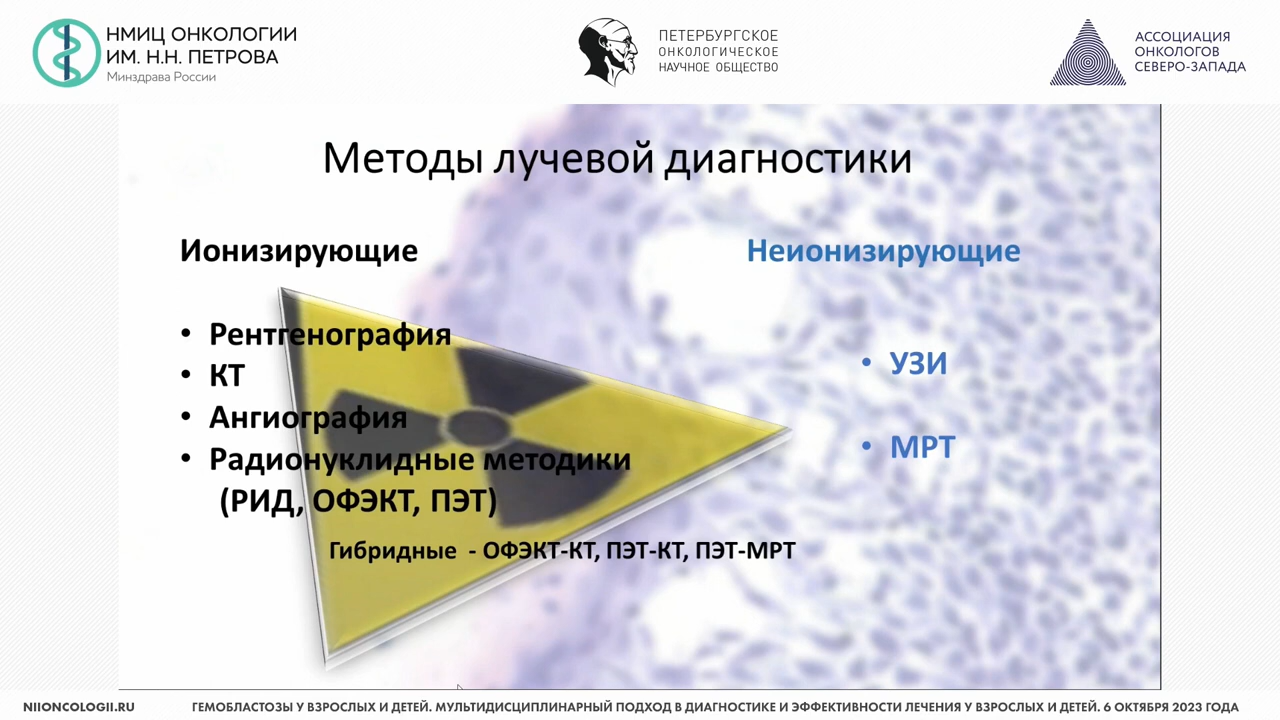 НМИЦ ОНКОЛОГИИ
ИМ. Н.Н. ПЕТРОВА
Минздрава России
ПЕТЕРБУРГСКОЕ
ОНКОЛОГИЧЕСКОЕ
НАУЧНОЕ ОБЩЕСТВО
АССОЦИАЦИЯ
ОНКОЛОГОВ
СЕВЕРО-ЗАПАДА
Методы лучевой диагностики
Ионизирующие
• Рентгенография
• КТ
• Ангиография
• Радионуклидные методики
(РИД, ОФЭКТ, ПЭТ)
Гибридные - ОФЭКТ-КТ, ПЭТ-КТ, ПЭТ-МРТ
Неионизирующие
• УЗИ
• МРТ
NIIONCOLOGII.RU
ГЕМОБЛАСТОЗЫ У ВЗРОСЛЫХ И ДЕТЕЙ. МУЛЬТИДИСЦИПЛИНАРНЫЙ ПОДХОД В ДИАГНОСТИКЕ И ЭФФЕКТИВНОСТИ ЛЕЧЕНИЯ У ВЗРОСЛЫХ И ДЕТЕЙ. 6 ОКТЯБРЯ 2023 ГОДА